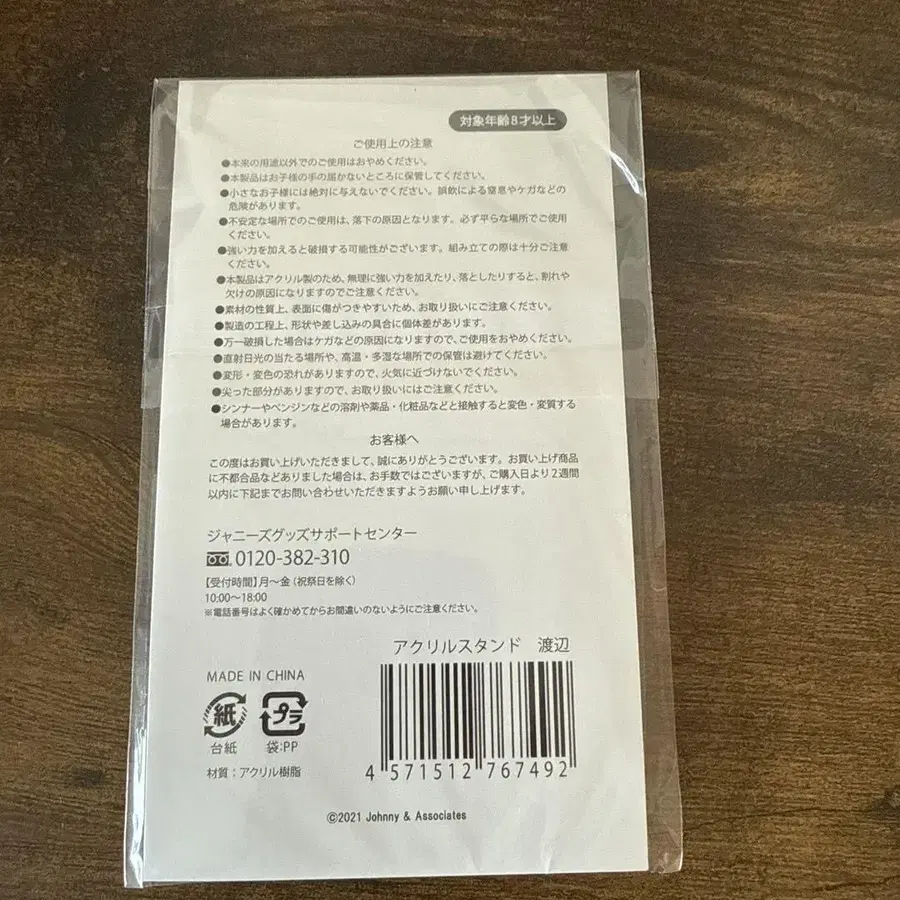 対象年齢8才以上
ご使用上の注意
●本来の用途以外でのご使用はおやめください。
●本製品はお子様の手の届かないところに保管してください。
●小さなお子様には絶対に与えないでください。誤飲による窒息やケガなどの
危険があります。
●不安定な場所でのご使用は、落下の原因となります。必ず平らな場所でご使用
ください。
●強い力を加えると破損する可能性がございます。組み立ての際は十分ご注意
ください。
●本製品はアクリル製のため、無理に強い力を加えたり、落としたりすると、割れや
欠けの原因になりますのでご注意ください。
●素材の性質上、表面に傷がつきやすいため、お取り扱いにご注意ください。
●製造の工程上、形状や差し込みの具合に個体差があります。
●万一破損した場合はケガなどの原因になりますので、ご使用をおやめください。
●直射日光の当たる場所や、高温・多湿な場所での保管は避けてください。
●変形・変色の恐れがありますので、火気に近づけないでください。
●尖った部分がありますので、お取り扱いにはご注意ください。
●シンナーやベンジンなどの溶剤や薬品・化粧品などと接触すると変色・変質する
場合があります。
お客様へ
この度はお買い上げいただきまして、誠にありがとうございます。お買い上げ商品
に不都合品などありました場合は、お手数ではございますが、ご購入日より2週間
以内に下記までお問い合わせいただきますようお願い申し上げます。
ジャニーズグッズサポートセンター
0120-382-310
【受付時間】月〜金（祝祭日を除く）
10:00〜18:00
※電話番号はよく確かめてからお間違いのないようにご注意ください。
アクリルスタンド　渡辺
MADE IN CHINA
紙 プラ
台紙 袋:PP
材質：アクリル樹脂
4 571512 767492
©2021 Johnny & Associates